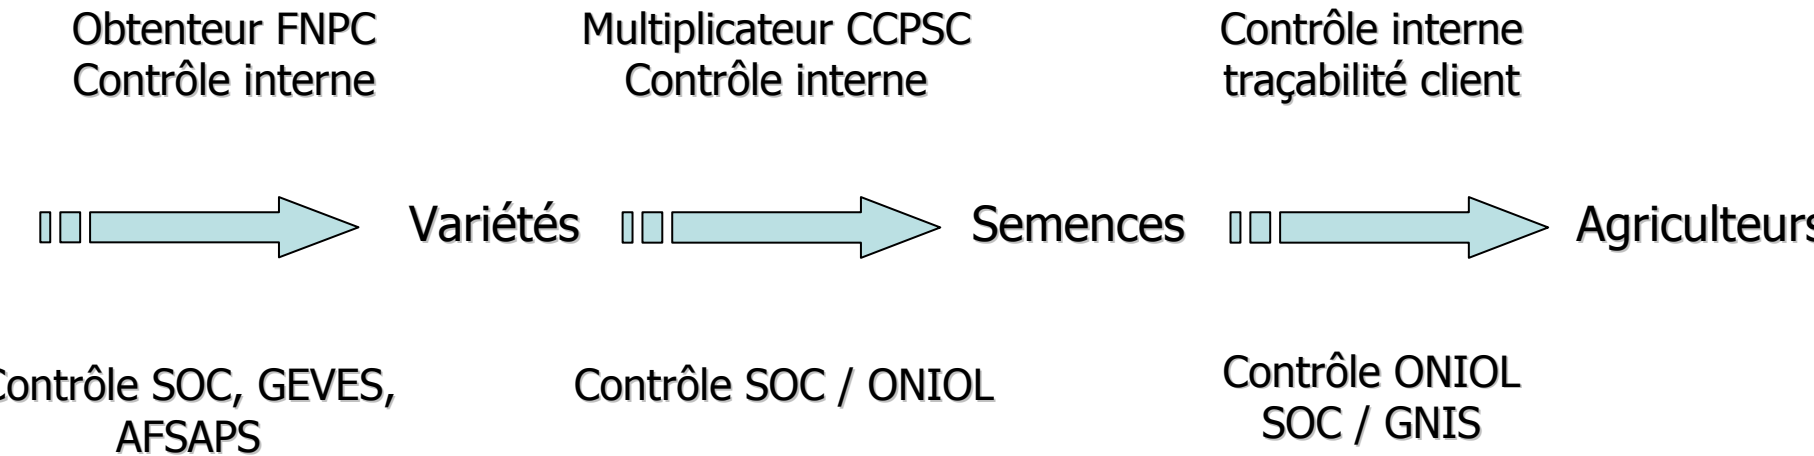 Obtenteur FNPC
Contrôle interne
Multiplicateur CCPSC
Contrôle interne
Contrôle interne
traçabilité client
Variétés
Semences
Agriculteurs
Contrôle SOC, GEVES,
AFSAPS
Contrôle SOC / ONIOL
Contrôle ONIOL
SOC / GNIS